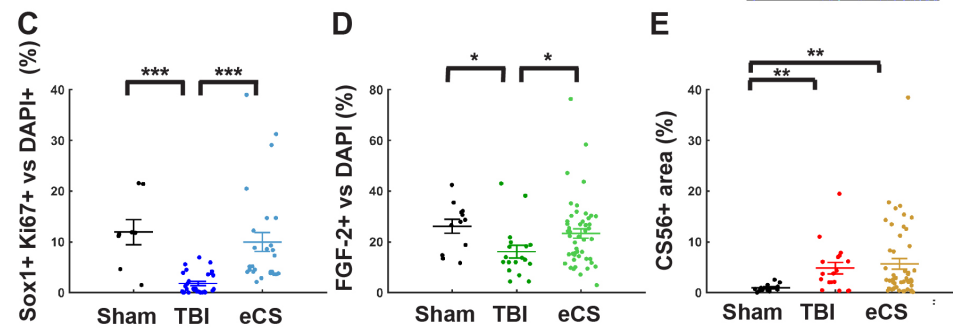 C
Sox1+ Ki67+ vs DAPI+ (%)
*** ***
40
30
20
10
0
Sham TBI eCS
D
FGF-2+ vs DAPI (%)
* *
80
60
40
20
0
Sham TBI eCS
E
CS56+ area (%)
**
**
40
30
20
10
0
Sham TBI eCS
: